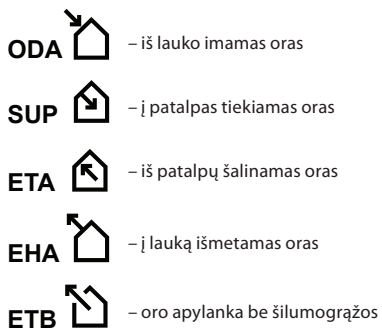 ODA – iš lauko imamas oras
SUP – į patalpas tiekiamas oras
ETA – iš patalpų šalinamas oras
EHA – į lauką išmetamas oras
ETB – oro apylanka be šilumogrąžos